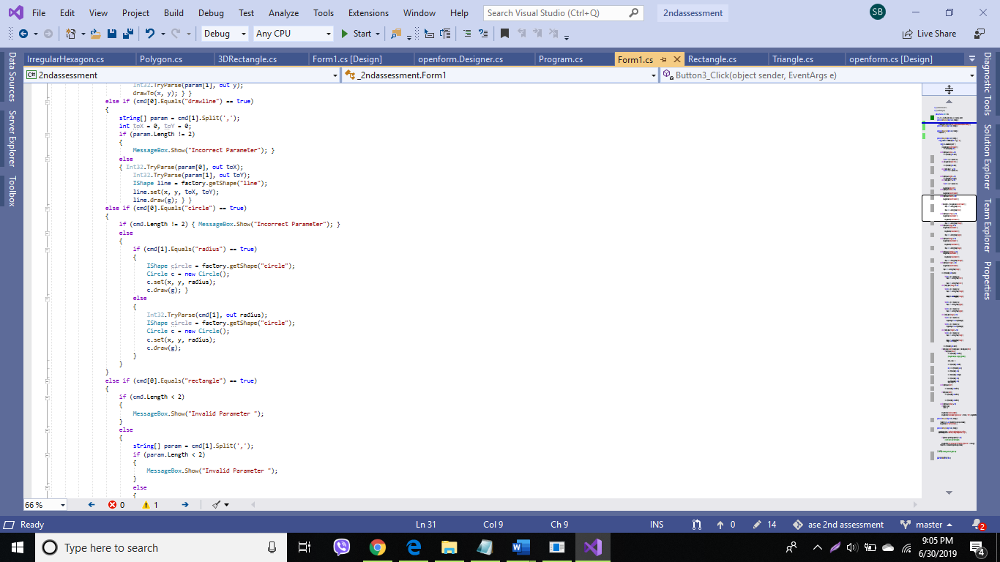 File Edit View Project Build Debug Test Analyze Tools Extensions Window Help Search Visual Studio (Ctrl+Q) 2ndassessment SB
Debug Any CPU Start Live Share
IrregularHexagon.cs Polygon.cs 3DRectangle.cs Form1.cs [Design] openform.Designer.cs Program.cs Form1.cs Rectangle.cs Triangle.cs openform.cs [Design]
2ndassessment _2ndassessment.Form1 Button3_Click(object sender, EventArgs e)
Data Sources
Server Explorer
Toolbox
Int32.TryParse(param[1], out y);
drawTo(x, y); } }
else if (cmd[0].Equals("drawline") == true)
{
string[] param = cmd[1].Split(',');
int toX = 0, toY = 0;
if (param.Length != 2)
{
MessageBox.Show("Incorrect Parameter"); }
else
{ Int32.TryParse(param[0], out toX);
Int32.TryParse(param[1], out toY);
IShape line = factory.getShape("line");
line.set(x, y, toX, toY);
line.draw(g); } }
else if (cmd[0].Equals("circle") == true)
{
if (cmd.Length != 2) { MessageBox.Show("Incorrect Parameter"); }
else
{
if (cmd[1].Equals("radius") == true)
{
IShape circle = factory.getShape("circle");
Circle c = new Circle();
c.set(x, y, radius);
c.draw(g); }
else
{
Int32.TryParse(cmd[1], out radius);
IShape circle = factory.getShape("circle");
Circle c = new Circle();
c.set(x, y, radius);
c.draw(g);
}
}
}
else if (cmd[0].Equals("rectangle") == true)
{
if (cmd.Length < 2)
{
MessageBox.Show("Invalid Parameter ");
}
else
{
string[] param = cmd[1].Split(',');
if (param.Length < 2)
{
MessageBox.Show("Invalid Parameter ");
}
else
{
Diagnostic Tools
Solution Explorer
Team Explorer
Properties
66 % 0 1
Ready Ln 31 Col 9 Ch 9 INS 0 14 ase 2nd assessment master 2
Type here to search 9:05 PM
6/30/2019 4